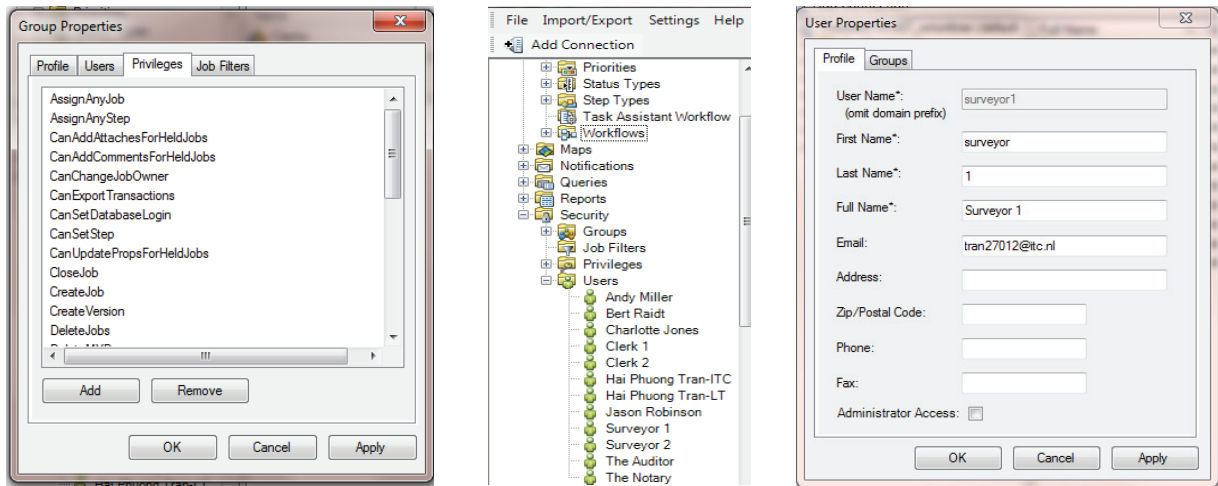 Group Properties
Profile Users Privileges Job Filters
AssignAnyJob
AssignAnyStep
CanAddAttachesForHeldJobs
CanAddCommentsForHeldJobs
CanChangeJobOwner
CanExportTransactions
CanSetDatabaseLogin
CanSetStep
CanUpdatePropsForHeldJobs
CloseJob
CreateJob
CreateVersion
DeleteJobs
Add Remove
OK Cancel Apply
File Import/Export Settings Help
Add Connection
Priorities
Status Types
Step Types
Task Assistant Workflow
Workflows
Maps
Notifications
Queries
Reports
Security
Groups
Job Filters
Privileges
Users
Andy Miller
Bert Raidt
Charlotte Jones
Clerk 1
Clerk 2
Hai Phuong Tran-ITC
Hai Phuong Tran-LT
Jason Robinson
Surveyor 1
Surveyor 2
The Auditor
The Notary
User Properties
Profile Groups
User Name*: surveyor1
(omit domain prefix)
First Name*: surveyor
Last Name*: 1
Full Name*: Surveyor 1
Email: tran27012@itc.nl
Address:
Zip/Postal Code:
Phone:
Fax:
Administrator Access:
OK Cancel Apply